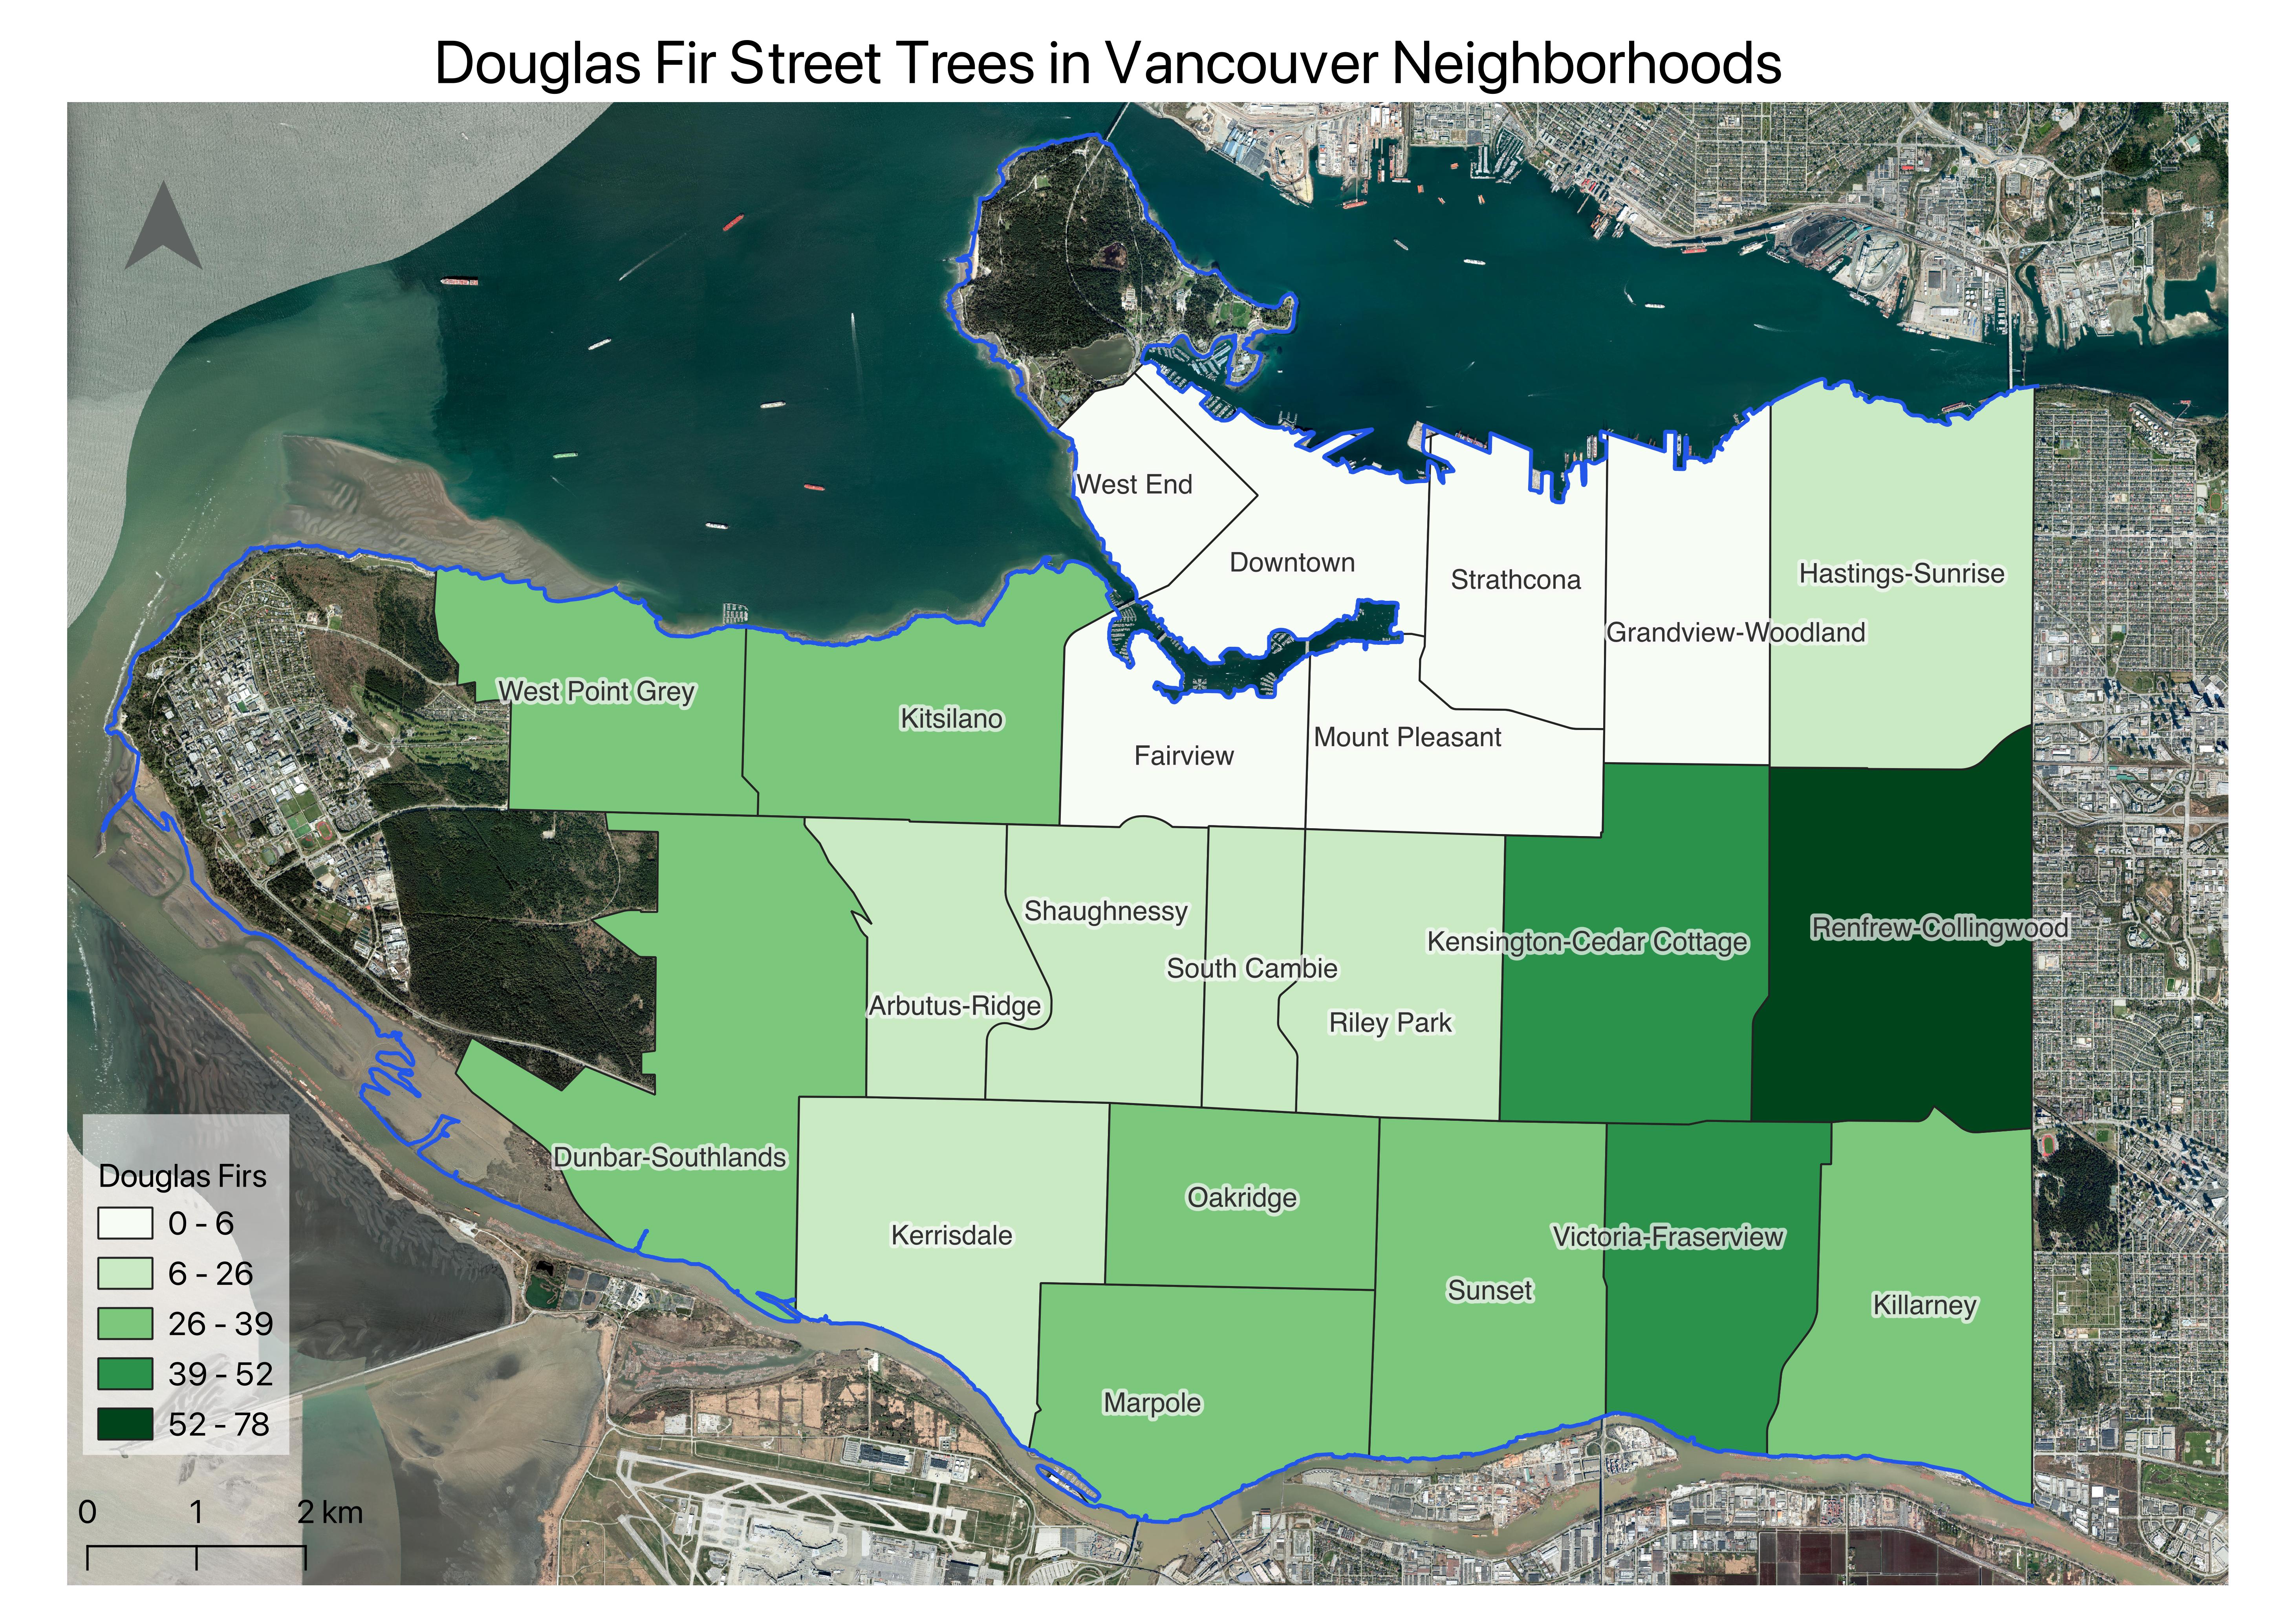 Douglas Fir Street Trees in Vancouver Neighborhoods
West End
Downtown
Strathcona
Hastings-Sunrise
Grandview-Woodland
West Point Grey
Kitsilano
Fairview
Mount Pleasant
Shaughnessy
Renfrew-Collingwood
Kensington-Cedar Cottage
South Cambie
Arbutus-Ridge
Riley Park
Dunbar-Southlands
Oakridge
Kerrisdale
Victoria-Fraserview
Sunset
Killarney
Marpole
Douglas Firs
0 - 6
6 - 26
26 - 39
39 - 52
52 - 78
0 1 2 km